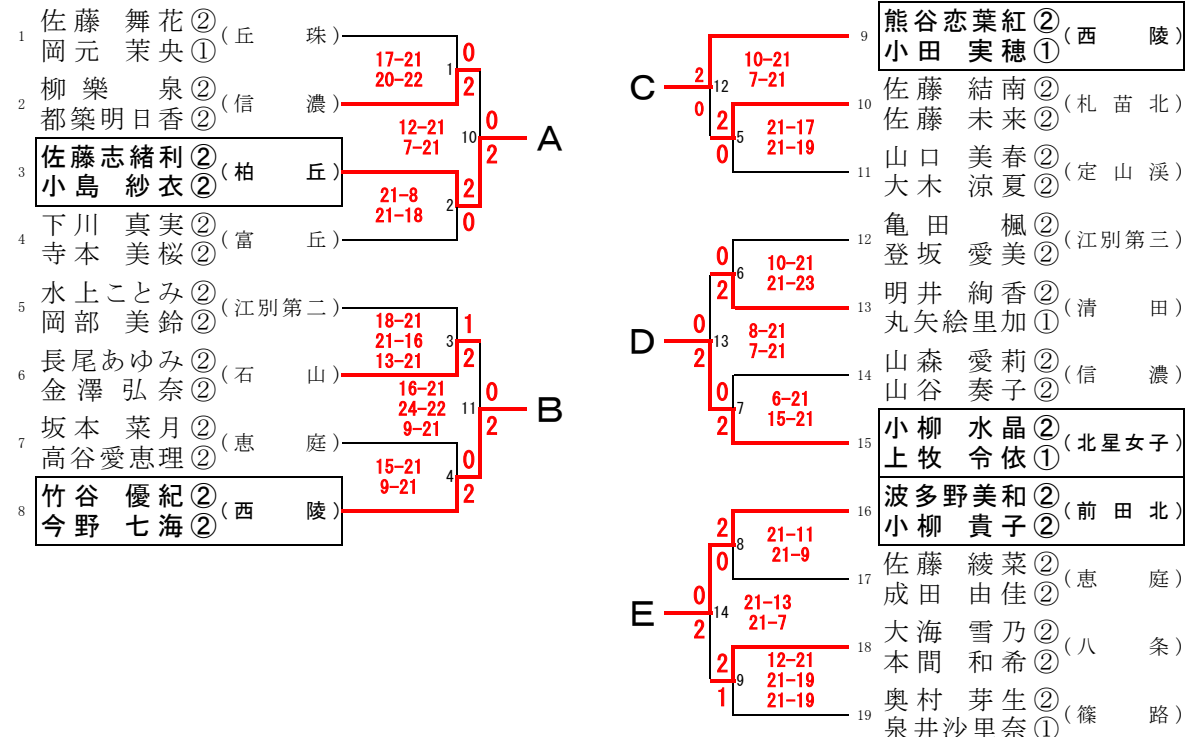 1 佐藤 舞花② (丘珠)
岡元 茉央①
17-21
20-22
1
0
2
2 柳樂 泉② (信濃)
都築明日香②
12-21
7-21
10
0
2
A
3 佐藤志緒利② (柏丘)
小島 紗衣②
21-8
21-18
2
2
0
4 下川 真実② (富丘)
寺本 美桜②
5 水上ことみ② (江別第二)
岡部 美鈴②
18-21
21-16
13-21
3
1
2
6 長尾あゆみ② (石山)
金澤 弘奈②
16-21
24-22
9-21
11
0
2
B
7 坂本 菜月② (恵庭)
高谷愛恵理②
15-21
9-21
4
0
2
8 竹谷 優紀② (西陵)
今野 七海②
9 熊谷恋葉紅② (西陵)
小田 実穂①
C
2
0
12
10-21
7-21
10 佐藤 結南② (札苗北)
佐藤 未来②
2
0
5
21-17
21-19
11 山口 美春② (定山渓)
大木 涼夏②
12 亀田 楓② (江別第三)
登坂 愛美②
0
2
6
10-21
21-23
13 明井 絢香② (清田)
丸矢絵里加①
D
0
2
13
8-21
7-21
14 山森 愛莉② (信濃)
山谷 奏子②
0
2
7
6-21
15-21
15 小柳 水晶② (北星女子)
上牧 令依①
16 波多野美和② (前田北)
小柳 貴子②
2
0
8
21-11
21-9
17 佐藤 綾菜② (恵庭)
成田 由佳②
E
0
2
14
21-13
21-7
18 大海 雪乃② (八条)
本間 和希②
2
1
9
12-21
21-19
21-19
19 奥村 芽生② (篠路)
泉井沙里奈①